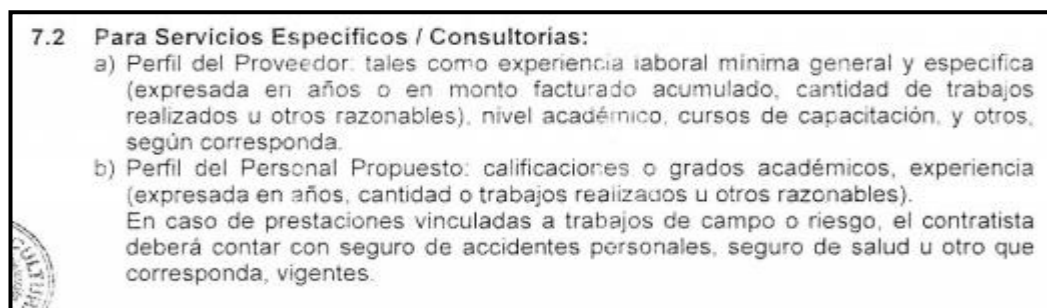 7.2 Para Servicios Específicos / Consultorias:
a) Perfil del Proveedor: tales como experiencia laboral mínima general y especifica
(expresada en años o en monto facturado acumulado, cantidad de trabajos
realizados u otros razonables), nivel académico, cursos de capacitación, y otros,
según corresponda.
b) Perfil del Personal Propuesto: calificaciones o grados académicos, experiencia
(expresada en años, cantidad o trabajos realizados u otros razonables).
En caso de prestaciones vinculadas a trabajos de campo o riesgo, el contratista
deberá contar con seguro de accidentes personales, seguro de salud u otro que
corresponda, vigentes.